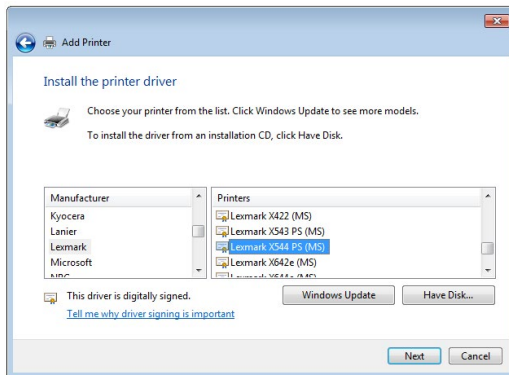 Add Printer
Install the printer driver
Choose your printer from the list. Click Windows Update to see more models.
To install the driver from an installation CD, click Have Disk.
Manufacturer
Kyocera
Lanier
Lexmark
Microsoft
Printers
Lexmark X422 (MS)
Lexmark X543 PS (MS)
Lexmark X544 PS (MS)
Lexmark X642e (MS)
This driver is digitally signed.
Tell me why driver signing is important
Windows Update
Have Disk...
Next
Cancel